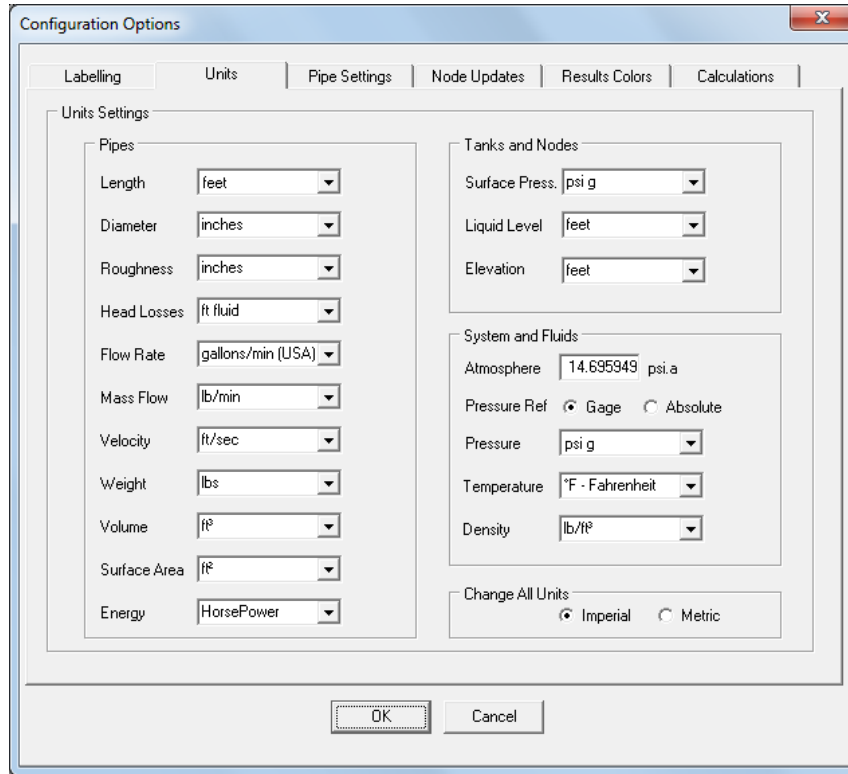 Configuration Options
Labelling Units Pipe Settings Node Updates Results Colors Calculations
Units Settings
Pipes
Length feet
Diameter inches
Roughness inches
Head Losses ft fluid
Flow Rate gallons/min (USA)
Mass Flow lb/min
Velocity ft/sec
Weight lbs
Volume ft³
Surface Area ft²
Energy HorsePower
Tanks and Nodes
Surface Press. psi g
Liquid Level feet
Elevation feet
System and Fluids
Atmosphere 14.695949 psi.a
Pressure Ref Gage Absolute
Pressure psi g
Temperature °F - Fahrenheit
Density lb/ft³
Change All Units
Imperial Metric
OK Cancel